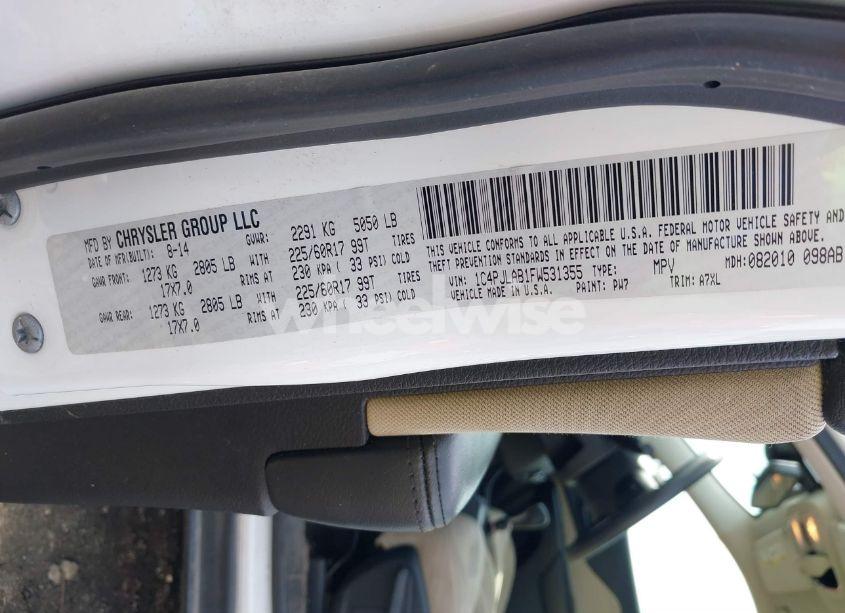 MFD BY CHRYSLER GROUP LLC
DATE OF MFR(BUILT): 8-14 GVWR: 2291 KG 5050 LB
GAWR FRONT: 1273 KG 2805 LB WITH 225/60R17 99T TIRES
17X7.0 RIMS AT 230 KPA ( 33 PSI) COLD
GAWR REAR: 1273 KG 2805 LB WITH 225/60R17 99T TIRES
17X7.0 RIMS AT 230 KPA ( 33 PSI) COLD
THIS VEHICLE CONFORMS TO ALL APPLICABLE U.S.A. FEDERAL MOTOR VEHICLE SAFETY AND
THEFT PREVENTION STANDARDS IN EFFECT ON THE DATE OF MANUFACTURE SHOWN ABOVE.
VIN: 1C4PJLAB1FW531355 TYPE: MPV MDH: 082010 098AB
VEHICLE MADE IN U.S.A. PAINT: PW7 TRIM: A7XL
wheelwise